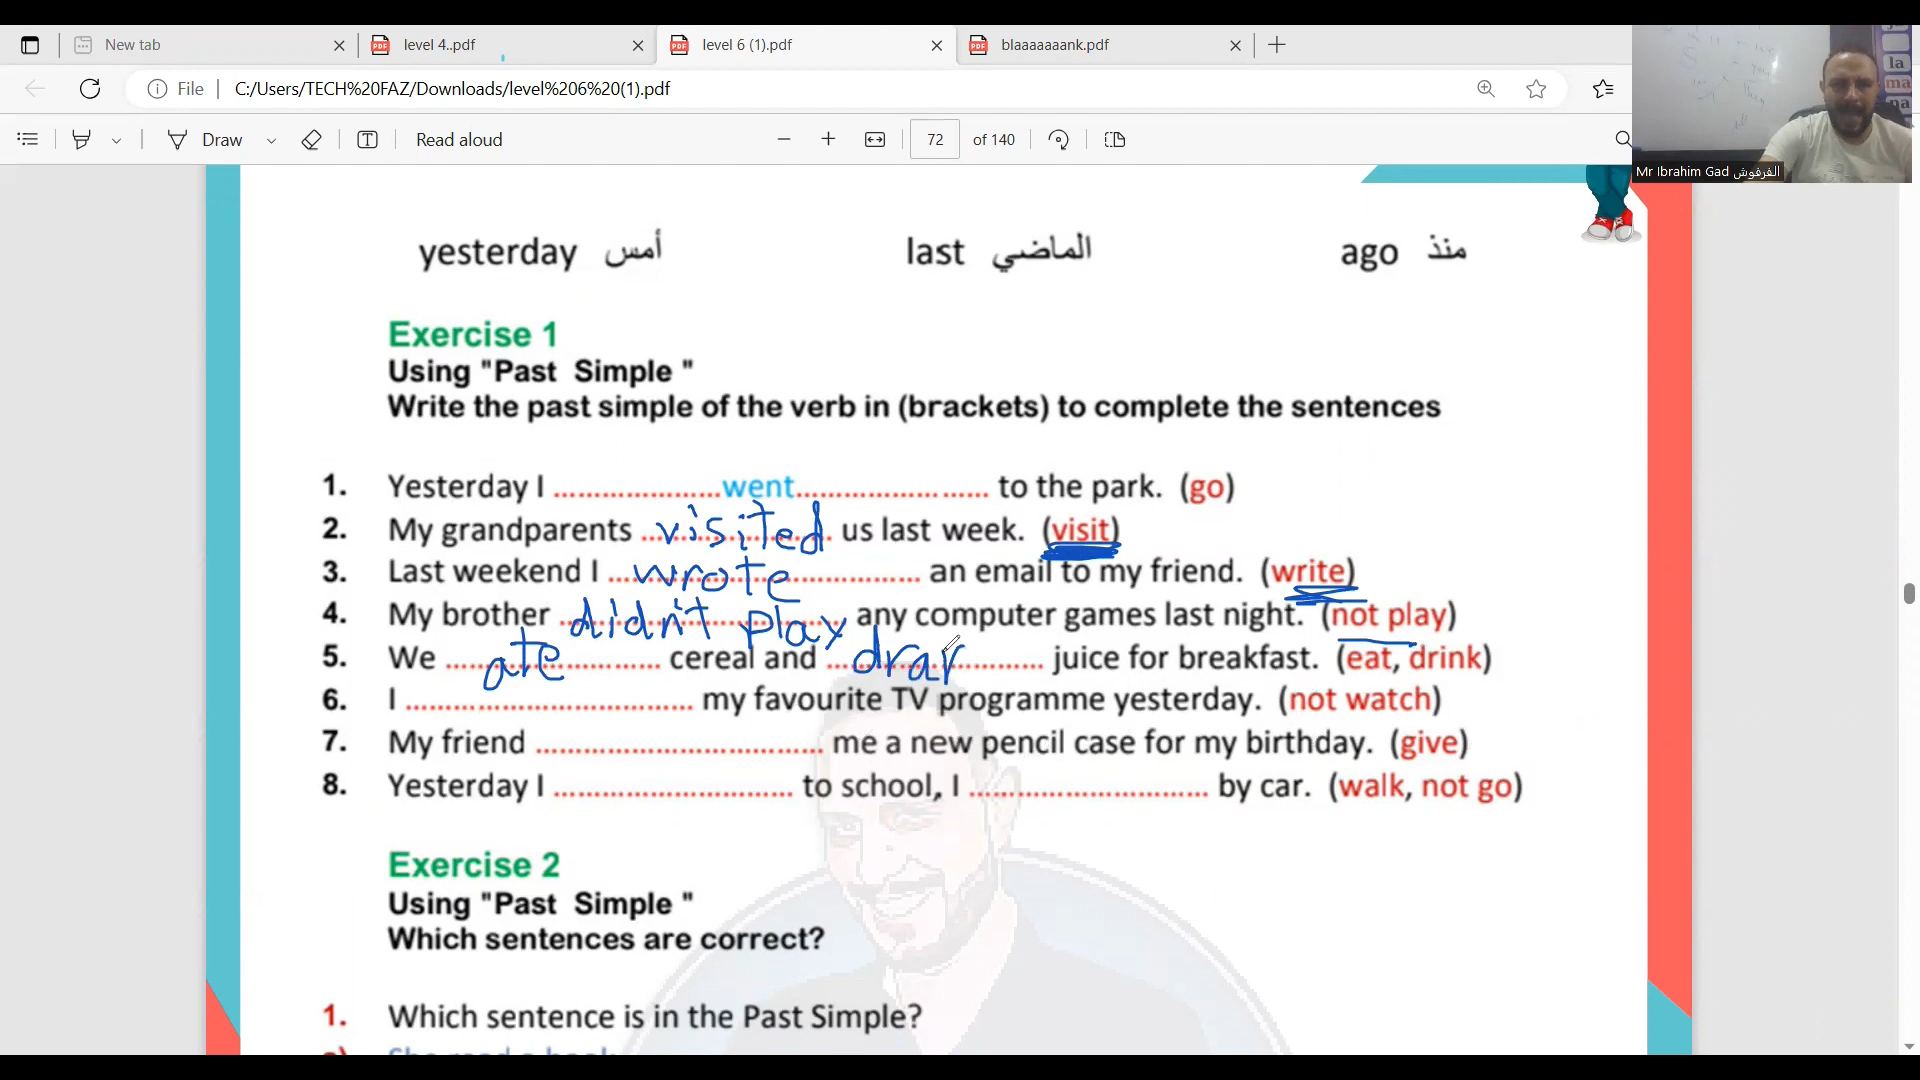 New tab
level 4..pdf
level 6 (1).pdf
blaaaaaaank.pdf
File C:/Users/TECH%20FAZ/Downloads/level%206%20(1).pdf
Draw
Read aloud
72 of 140
la
ma
na
Mr Ibrahim Gad الفرفوش
yesterday أمس last الماضي ago منذ
Exercise 1
Using "Past Simple "
Write the past simple of the verb in (brackets) to complete the sentences
1. Yesterday I .....................went........................ to the park. (go)
2. My grandparents visited us last week. (visit)
3. Last weekend I wrote an email to my friend. (write)
4. My brother didn't play any computer games last night. (not play)
5. We ate cereal and drar juice for breakfast. (eat, drink)
6. I .................................... my favourite TV programme yesterday. (not watch)
7. My friend .................................... me a new pencil case for my birthday. (give)
8. Yesterday I .............................. to school, I .............................. by car. (walk, not go)
Exercise 2
Using "Past Simple "
Which sentences are correct?
1. Which sentence is in the Past Simple?
a) She read a book